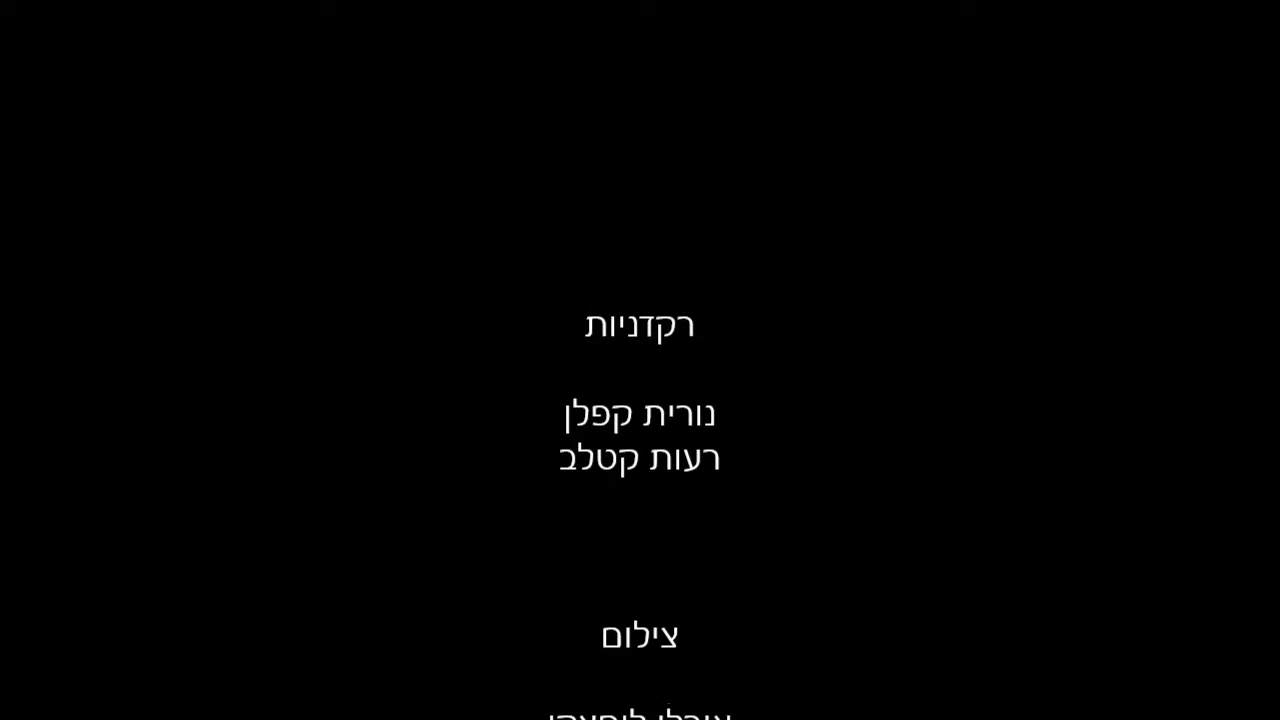 רקדניות
נורית קפלן
רעות קטלב
צילום